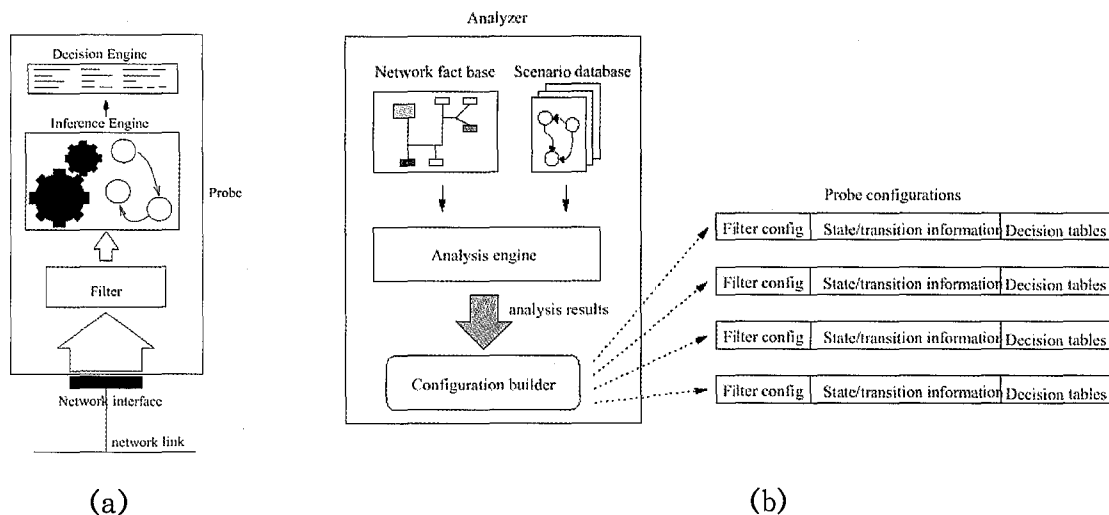 Decision Engine
Inference Engine
Probe
Filter
Network interface
network link
(a)
Analyzer
Network fact base
Scenario database
Analysis engine
analysis results
Configuration builder
Probe configurations
Filter config State/transition information Decision tables
Filter config State/transition information Decision tables
Filter config State/transition information Decision tables
Filter config State/transition information Decision tables
(b)